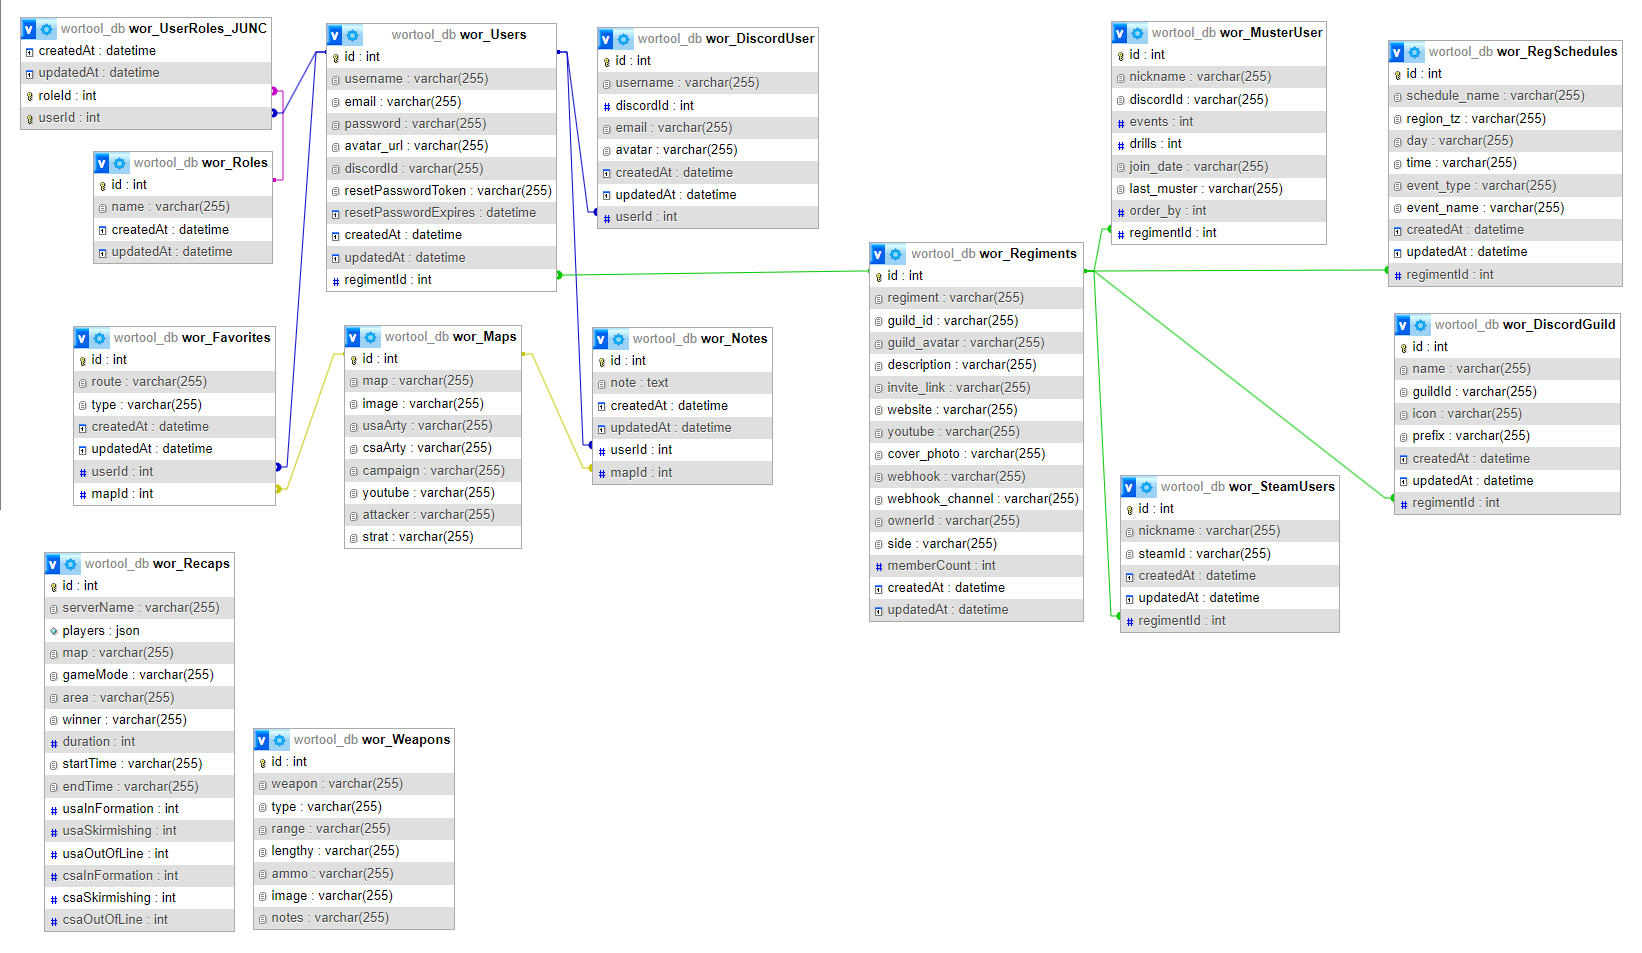 wortool_db wor_UserRoles_JUNC
createdAt : datetime
updatedAt : datetime
roleId : int
userId : int
wortool_db wor_Roles
id : int
name : varchar(255)
createdAt : datetime
updatedAt : datetime
wortool_db wor_Users
id : int
username : varchar(255)
email : varchar(255)
password : varchar(255)
avatar_url : varchar(255)
discordId : varchar(255)
resetPasswordToken : varchar(255)
resetPasswordExpires : datetime
createdAt : datetime
updatedAt : datetime
regimentId : int
wortool_db wor_DiscordUser
id : int
username : varchar(255)
discordId : int
email : varchar(255)
avatar : varchar(255)
createdAt : datetime
updatedAt : datetime
userId : int
wortool_db wor_MusterUser
id : int
nickname : varchar(255)
discordId : varchar(255)
events : int
drills : int
join_date : varchar(255)
last_muster : varchar(255)
order_by : int
regimentId : int
wortool_db wor_RegSchedules
id : int
schedule_name : varchar(255)
region_tz : varchar(255)
day : varchar(255)
time : varchar(255)
event_type : varchar(255)
event_name : varchar(255)
createdAt : datetime
updatedAt : datetime
regimentId : int
wortool_db wor_Regiments
id : int
regiment : varchar(255)
guild_id : varchar(255)
guild_avatar : varchar(255)
description : varchar(255)
invite_link : varchar(255)
website : varchar(255)
youtube : varchar(255)
cover_photo : varchar(255)
webhook : varchar(255)
webhook_channel : varchar(255)
ownerId : varchar(255)
side : varchar(255)
memberCount : int
createdAt : datetime
updatedAt : datetime
wortool_db wor_DiscordGuild
id : int
name : varchar(255)
guildId : varchar(255)
icon : varchar(255)
prefix : varchar(255)
createdAt : datetime
updatedAt : datetime
regimentId : int
wortool_db wor_Favorites
id : int
route : varchar(255)
type : varchar(255)
createdAt : datetime
updatedAt : datetime
userId : int
mapId : int
wortool_db wor_Maps
id : int
map : varchar(255)
image : varchar(255)
usaArty : varchar(255)
csaArty : varchar(255)
campaign : varchar(255)
youtube : varchar(255)
attacker : varchar(255)
strat : varchar(255)
wortool_db wor_Notes
id : int
note : text
createdAt : datetime
updatedAt : datetime
userId : int
mapId : int
wortool_db wor_SteamUsers
id : int
nickname : varchar(255)
steamId : varchar(255)
createdAt : datetime
updatedAt : datetime
regimentId : int
wortool_db wor_Recaps
id : int
serverName : varchar(255)
players : json
map : varchar(255)
gameMode : varchar(255)
area : varchar(255)
winner : varchar(255)
duration : int
startTime : varchar(255)
endTime : varchar(255)
usaInFormation : int
usaSkirmishing : int
usaOutOfLine : int
csaInFormation : int
csaSkirmishing : int
csaOutOfLine : int
wortool_db wor_Weapons
id : int
weapon : varchar(255)
type : varchar(255)
range : varchar(255)
lengthy : varchar(255)
ammo : varchar(255)
image : varchar(255)
notes : varchar(255)